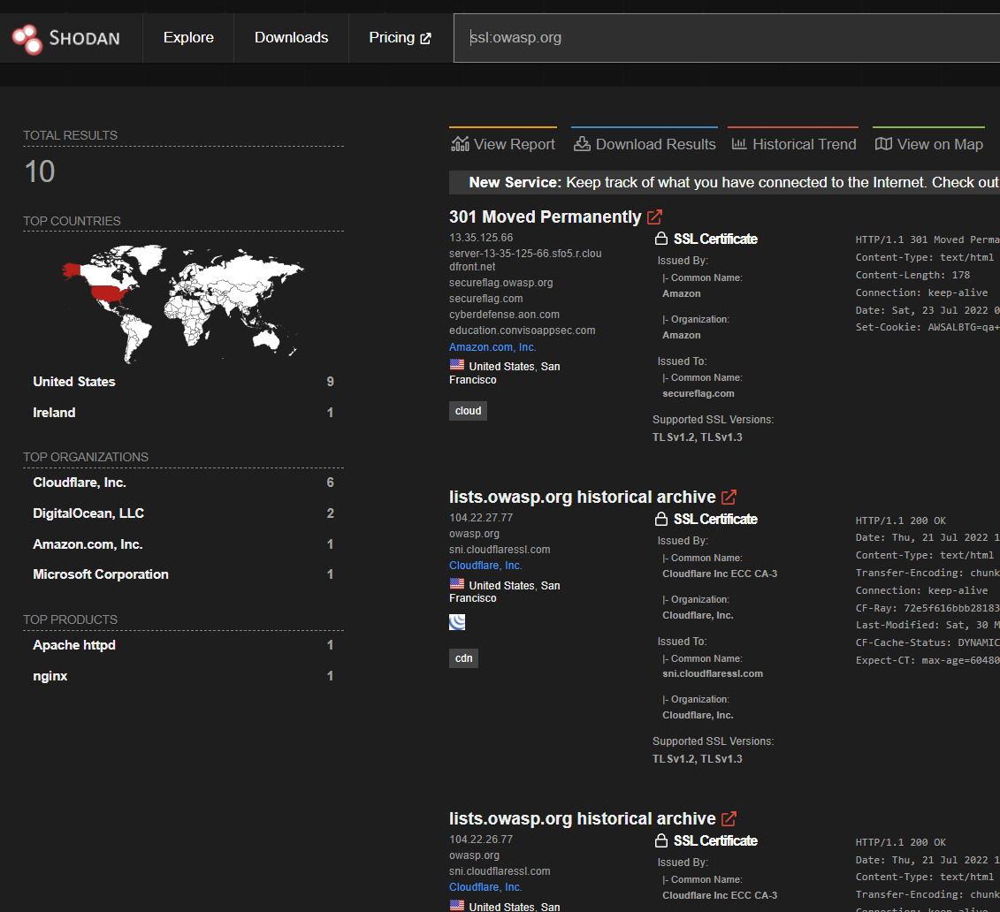 SHODAN Explore Downloads Pricing ssl:owasp.org
TOTAL RESULTS
10
TOP COUNTRIES
United States 9
Ireland 1
TOP ORGANIZATIONS
Cloudflare, Inc. 6
DigitalOcean, LLC 2
Amazon.com, Inc. 1
Microsoft Corporation 1
TOP PRODUCTS
Apache httpd 1
nginx 1
View Report Download Results Historical Trend View on Map
New Service: Keep track of what you have connected to the Internet. Check out
301 Moved Permanently
13.35.125.66
server-13-35-125-66.sfo5.r.clou
dfront.net
secureflag.owasp.org
secureflag.com
cyberdefense.aon.com
education.convisoappsec.com
Amazon.com, Inc.
United States, San
Francisco
cloud
SSL Certificate
Issued By:
|- Common Name:
Amazon
|- Organization:
Amazon
Issued To:
|- Common Name:
secureflag.com
Supported SSL Versions:
TLSv1.2, TLSv1.3
HTTP/1.1 301 Moved Perma
Content-Type: text/html
Content-Length: 178
Connection: keep-alive
Date: Sat, 23 Jul 2022 0
Set-Cookie: AWSALBTG=qa+
lists.owasp.org historical archive
104.22.27.77
owasp.org
sni.cloudflaressl.com
Cloudflare, Inc.
United States, San
Francisco
cdn
SSL Certificate
Issued By:
|- Common Name:
Cloudflare Inc ECC CA-3
|- Organization:
Cloudflare, Inc.
Issued To:
|- Common Name:
sni.cloudflaressl.com
|- Organization:
Cloudflare, Inc.
Supported SSL Versions:
TLSv1.2, TLSv1.3
HTTP/1.1 200 OK
Date: Thu, 21 Jul 2022 1
Content-Type: text/html
Transfer-Encoding: chunk
Connection: keep-alive
CF-Ray: 72e5f616bbb28183
Last-Modified: Sat, 30 M
CF-Cache-Status: DYNAMIC
Expect-CT: max-age=60480
lists.owasp.org historical archive
104.22.26.77
owasp.org
sni.cloudflaressl.com
Cloudflare, Inc.
United States, San
SSL Certificate
Issued By:
|- Common Name:
Cloudflare Inc ECC CA-3
HTTP/1.1 200 OK
Date: Thu, 21 Jul 2022 1
Content-Type: text/html
Transfer-Encoding: chunk
Connection: keep-alive